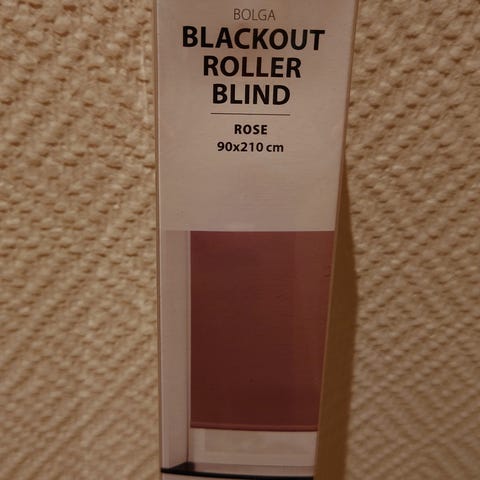 BOLGA
BLACKOUT
ROLLER
BLIND
ROSE
90x210 cm